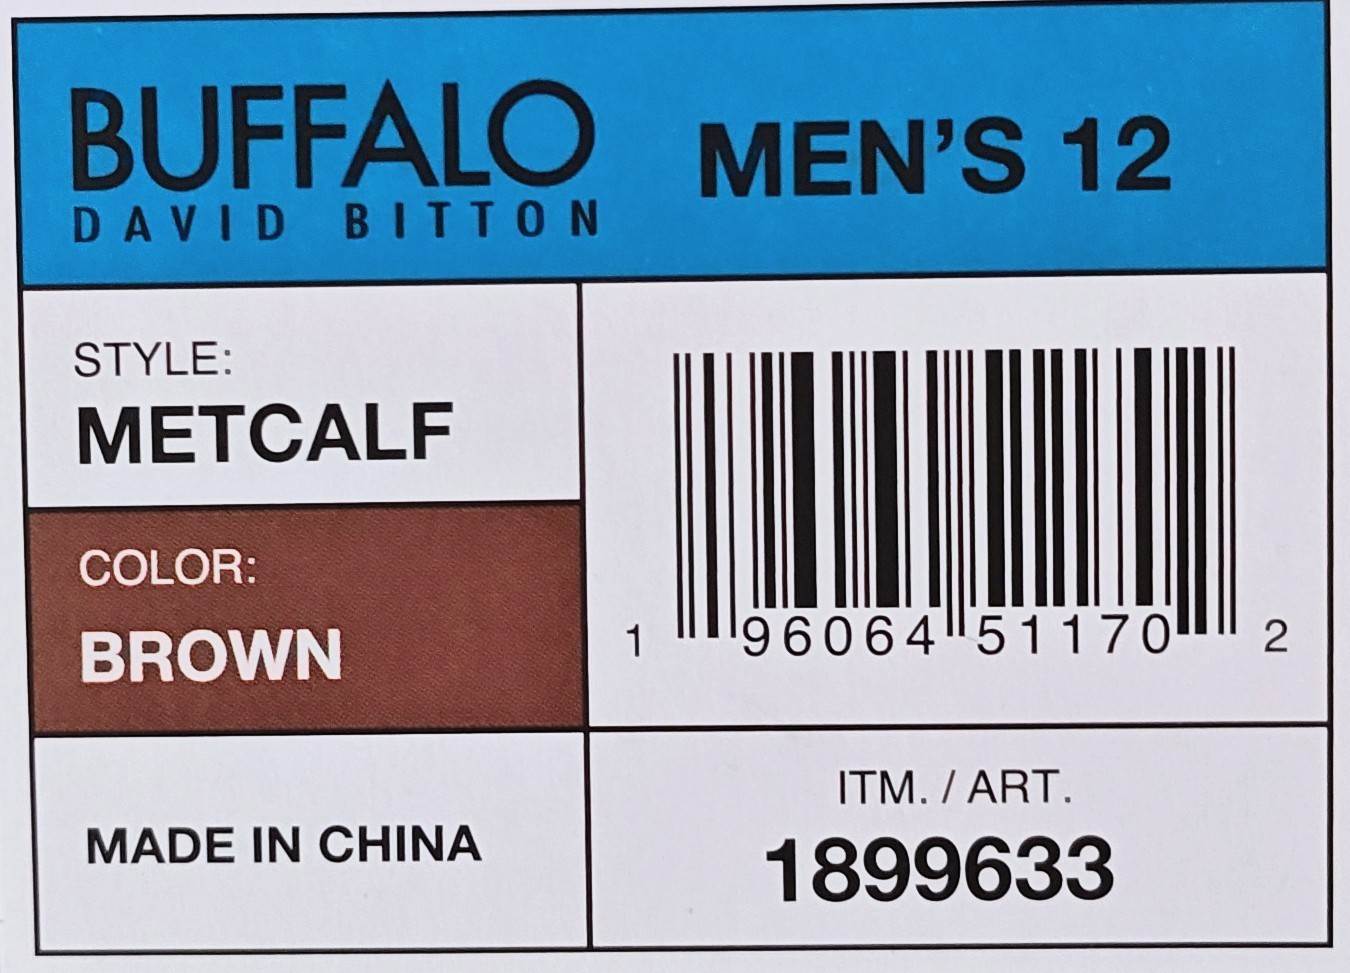 BUFFALO
DAVID BITTON
MEN'S 12
STYLE:
METCALF
COLOR:
BROWN
1 96064 51170 2
MADE IN CHINA
ITM. / ART.
1899633